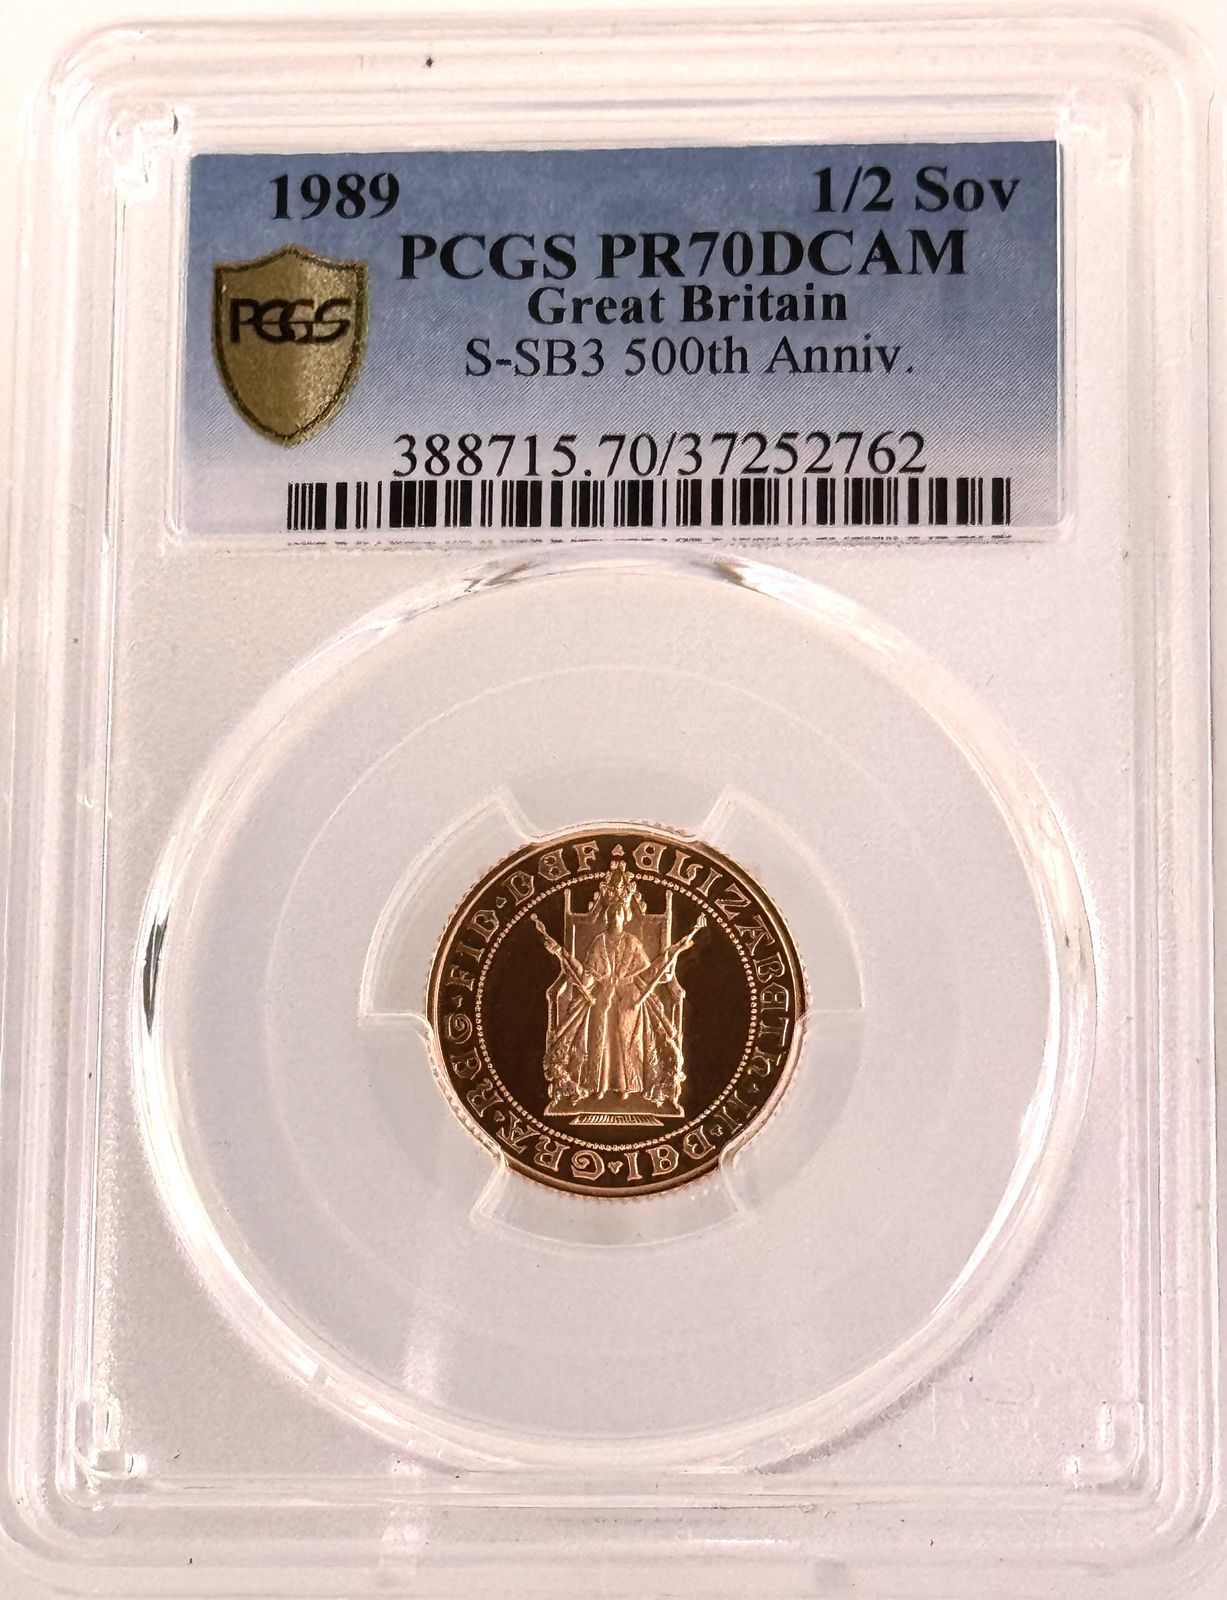 1989 1/2 Sov
PCGS PR70DCAM
Great Britain
PCGS
S-SB3 500th Anniv.
388715.70/37252762
ELIZABETH·II·DEI·GRA·REG·FID·DEF·